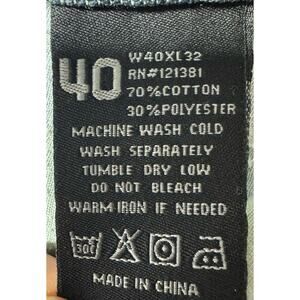 40
W40XL32
RN#121381
70%COTTON
30%POLYESTER
MACHINE WASH COLD
WASH SEPARATELY
TUMBLE DRY LOW
DO NOT BLEACH
WARM IRON IF NEEDED
30C
MADE IN CHINA